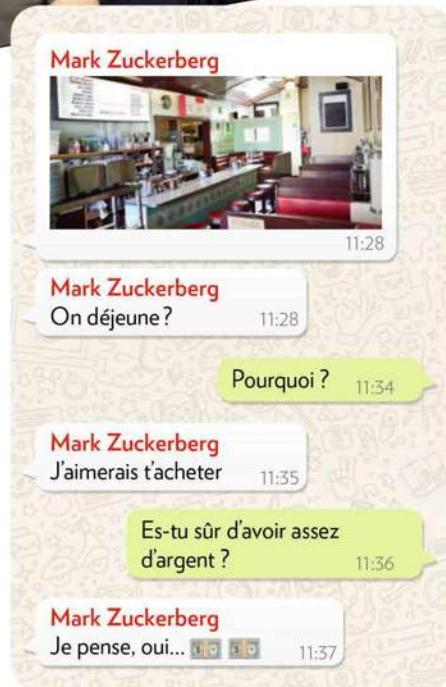 Mark Zuckerberg
11:28
Mark Zuckerberg
On déjeune ? 11:28
Pourquoi ? 11:34
Mark Zuckerberg
J'aimerais t'acheter 11:35
Es-tu sûr d'avoir assez
d'argent ? 11:36
Mark Zuckerberg
Je pense, oui... 11:37